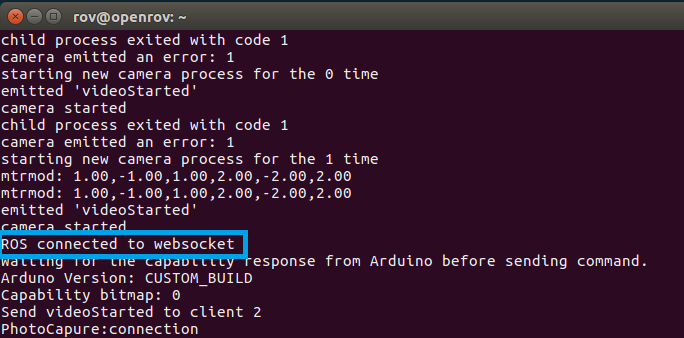 rov@openrov: ~
child process exited with code 1
camera emitted an error: 1
starting new camera process for the 0 time
emitted 'videoStarted'
camera started
child process exited with code 1
camera emitted an error: 1
starting new camera process for the 1 time
mtrmod: 1.00,-1.00,1.00,2.00,-2.00,2.00
mtrmod: 1.00,-1.00,1.00,2.00,-2.00,2.00
emitted 'videoStarted'
camera started
ROS connected to websocket
Waiting for the capability response from Arduino before sending command.
Arduno Version: CUSTOM_BUILD
Capability bitmap: 0
Send videoStarted to client 2
PhotoCapure:connection